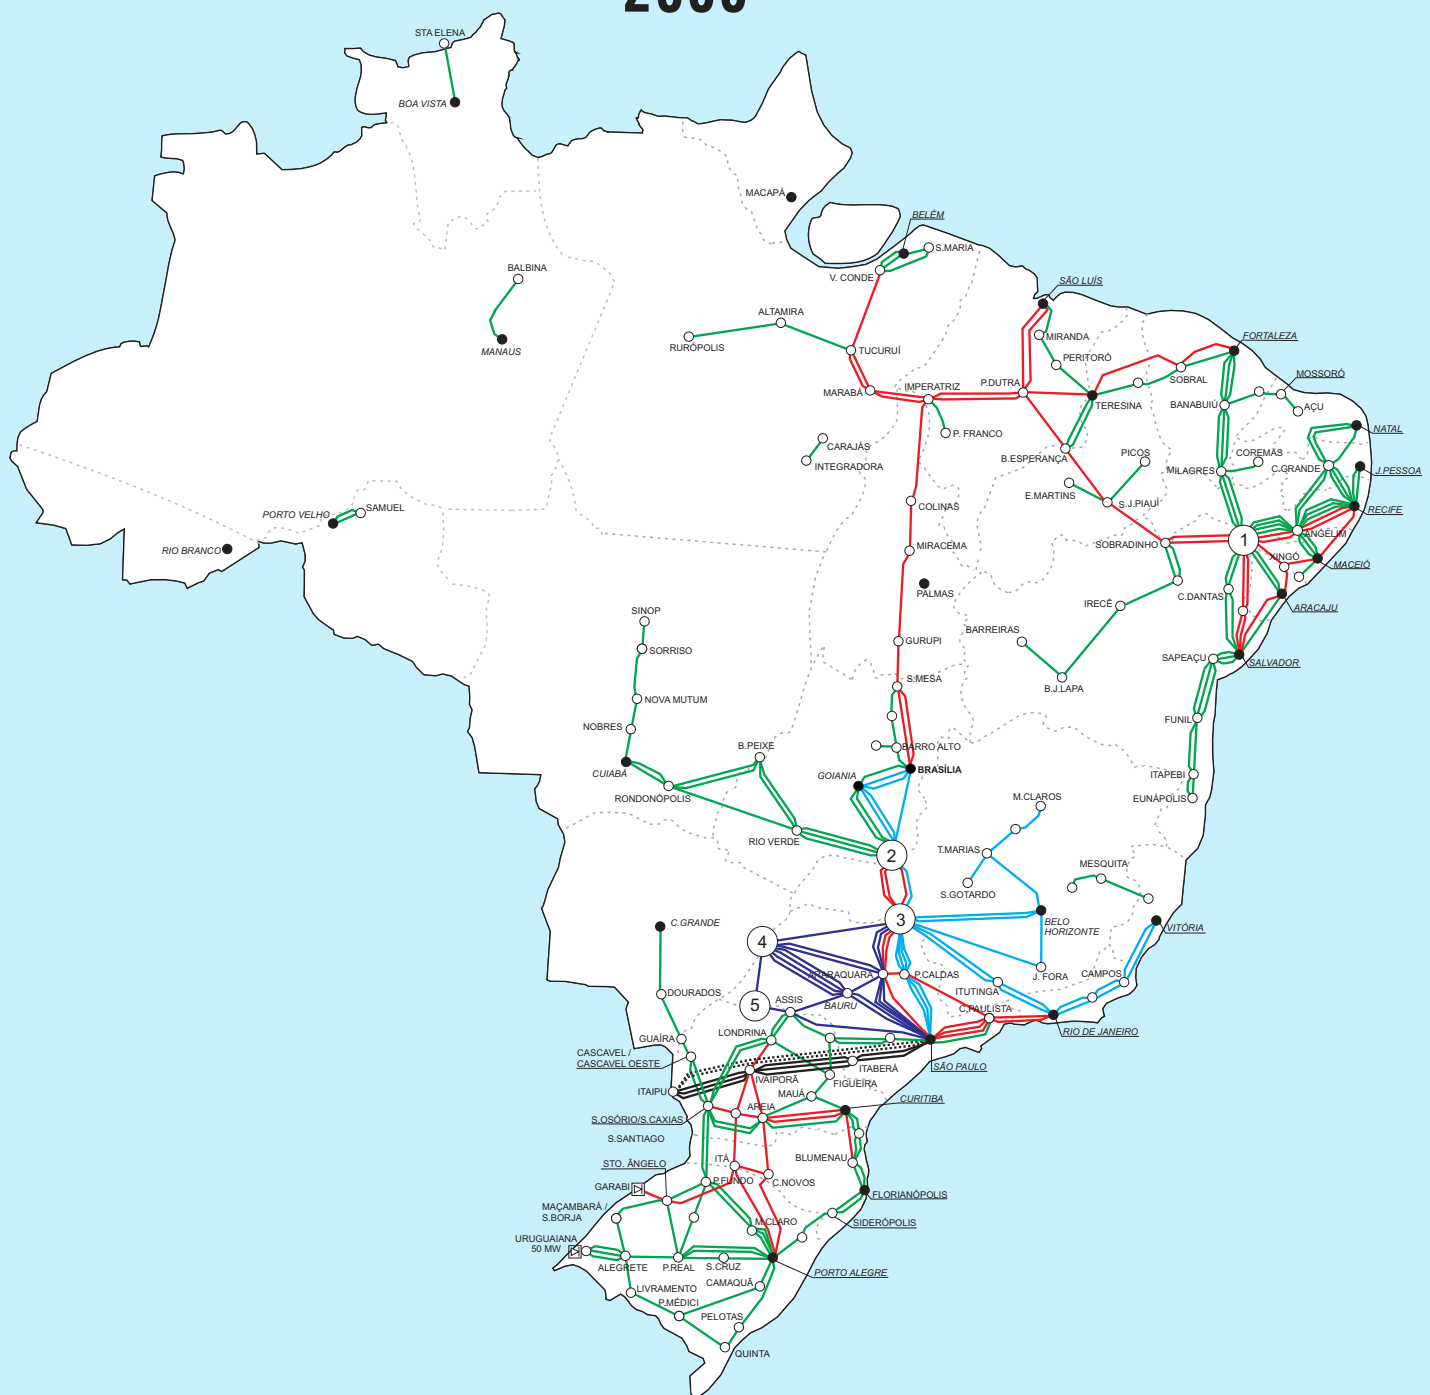 2000
STA ELENA
BOA VISTA
MACAPÁ
BELÉM
S.MARIA
V. CONDE
BALBINA
MANAUS
SÃO LUÍS
ALTAMIRA
RURÓPOLIS
TUCURUÍ
MIRANDA
FORTALEZA
PERITORÓ
SOBRAL
MARABÁ
IMPERATRIZ
P.DUTRA
TERESINA
MOSSORÓ
BANABUIÚ
AÇU
P. FRANCO
CARAJÁS
INTEGRADORA
NATAL
B.ESPERANÇA
PICOS
COREMAS
MILAGRES
C.GRANDE
J.PESSOA
E.MARTINS
S.J.PIAUÍ
COLINAS
PORTO VELHO
SAMUEL
RECIFE
ANGELIM
RIO BRANCO
MIRACEMA
SOBRADINHO
1
XINGÓ
MACEIÓ
PALMAS
C.DANTAS
ARACAJU
IRECÊ
SINOP
BARREIRAS
GURUPI
SORRISO
SAPEAÇU
SALVADOR
S.MESA
B.J.LAPA
NOVA MUTUM
FUNIL
NOBRES
B.PEIXE
BARRO ALTO
CUIABÁ
GOIANIA
BRASÍLIA
ITAPEBI
RONDONÓPOLIS
M.CLAROS
EUNÁPOLIS
RIO VERDE
2
T.MARIAS
MESQUITA
S.GOTARDO
3
C.GRANDE
BELO
HORIZONTE
VITÓRIA
4
ARARAQUARA
P.CALDAS
J. FORA
CAMPOS
DOURADOS
5
ASSIS
BAURU
ITUTINGA
C.PAULISTA
RIO DE JANEIRO
GUAÍRA
LONDRINA
CASCAVEL /
CASCAVEL OESTE
ITABERÁ
SÃO PAULO
IVAIPORÃ
FIGUEIRA
ITAIPU
MAUÁ
CURITIBA
S.OSÓRIO/S.CAXIAS
AREIA
S.SANTIAGO
ITÁ
BLUMENAU
STO. ÂNGELO
GARABI
P.FUNDO
C.NOVOS
FLORIANÓPOLIS
MAÇAMBARÁ /
S.BORJA
M.CLARO
SIDERÓPOLIS
URUGUAIANA
50 MW
ALEGRETE
P.REAL
S.CRUZ
PORTO ALEGRE
LIVRAMENTO
CAMAQUÃ
P.MÉDICI
PELOTAS
QUINTA